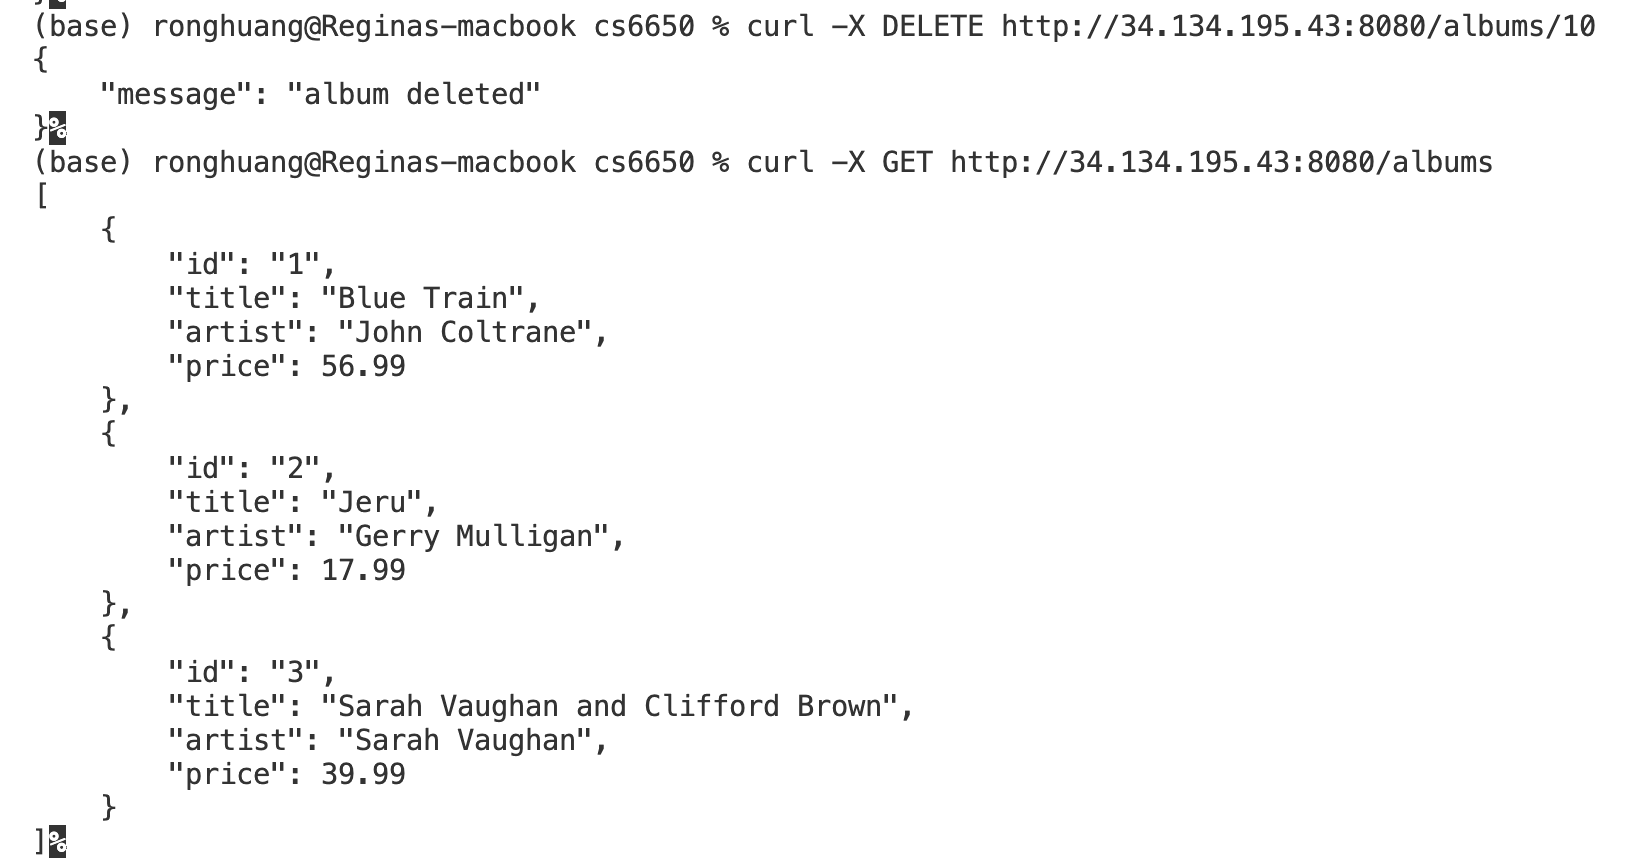 (base) ronghuang@Reginas-macbook cs6650 % curl -X DELETE http://34.134.195.43:8080/albums/10
{
    "message": "album deleted"
}%
(base) ronghuang@Reginas-macbook cs6650 % curl -X GET http://34.134.195.43:8080/albums
[
    {
        "id": "1",
        "title": "Blue Train",
        "artist": "John Coltrane",
        "price": 56.99
    },
    {
        "id": "2",
        "title": "Jeru",
        "artist": "Gerry Mulligan",
        "price": 17.99
    },
    {
        "id": "3",
        "title": "Sarah Vaughan and Clifford Brown",
        "artist": "Sarah Vaughan",
        "price": 39.99
    }
]%